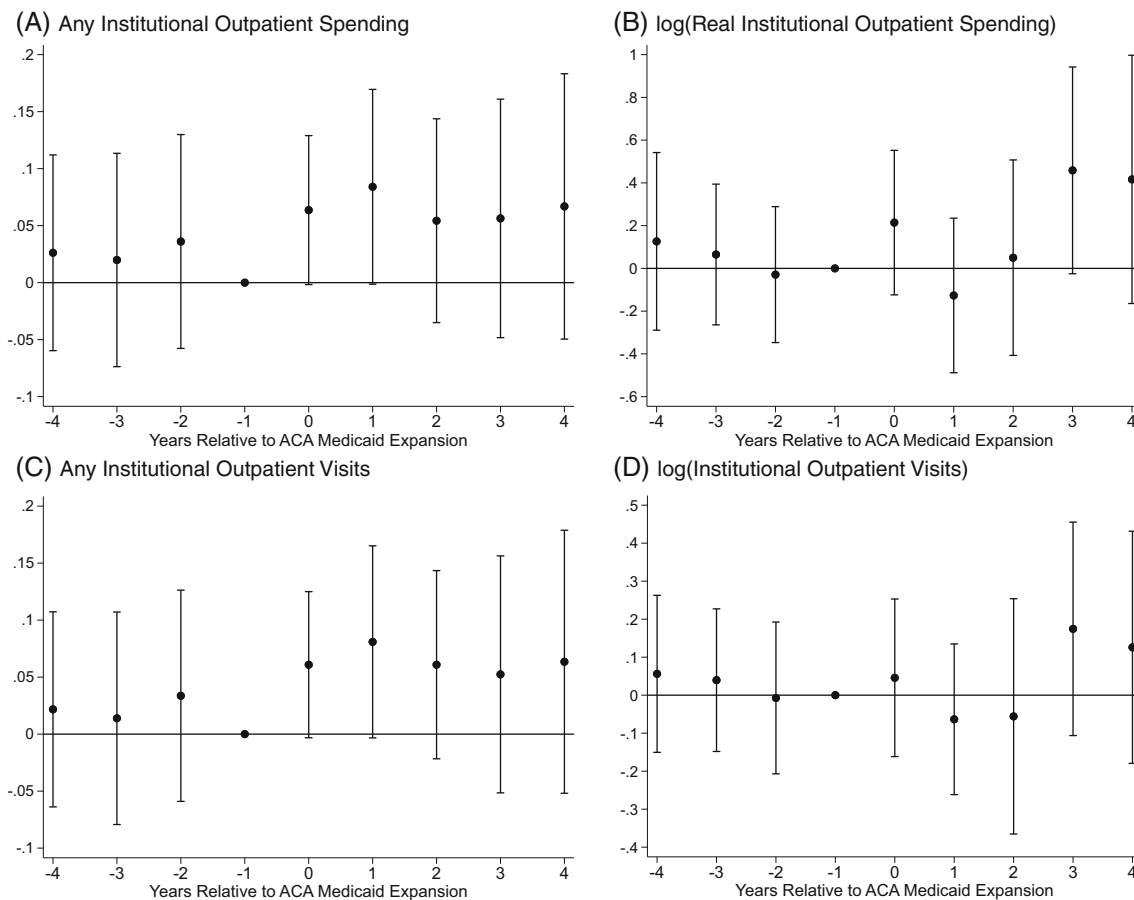 (A) Any Institutional Outpatient Spending
.2
.15
.1
.05
0
-.05
-.1
-4 -3 -2 -1 0 1 2 3 4
Years Relative to ACA Medicaid Expansion
(B) log(Real Institutional Outpatient Spending)
1
.8
.6
.4
.2
0
-.2
-.4
-.6
-4 -3 -2 -1 0 1 2 3 4
Years Relative to ACA Medicaid Expansion
(C) Any Institutional Outpatient Visits
.2
.15
.1
.05
0
-.05
-.1
-4 -3 -2 -1 0 1 2 3 4
Years Relative to ACA Medicaid Expansion
(D) log(Institutional Outpatient Visits)
.5
.4
.3
.2
.1
0
-.1
-.2
-.3
-.4
-4 -3 -2 -1 0 1 2 3 4
Years Relative to ACA Medicaid Expansion